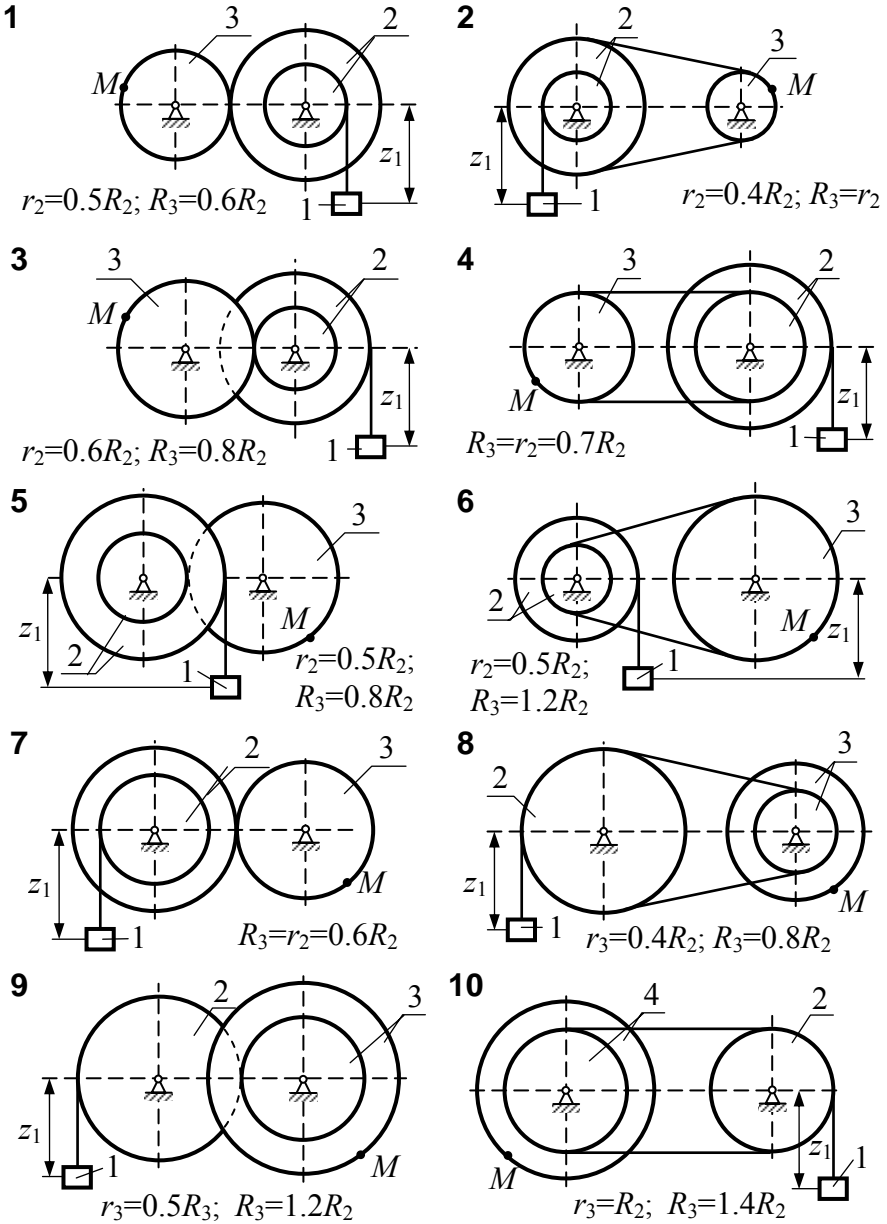 1
3
2
M
z1
1
r2=0.5R2; R3=0.6R2
2
2
3
M
z1
1
r2=0.4R2; R3=r2
3
3
2
M
z1
1
r2=0.6R2; R3=0.8R2
4
3
2
M
z1
1
R3=r2=0.7R2
5
3
z1
2
1
M
r2=0.5R2;
R3=0.8R2
6
3
2
z1
M
1
r2=0.5R2;
R3=1.2R2
7
2
3
z1
M
1
R3=r2=0.6R2
8
2
3
z1
M
1
r3=0.4R2; R3=0.8R2
9
2
3
z1
1
M
r3=0.5R3; R3=1.2R2
10
4
2
z1
M
1
r3=R2; R3=1.4R2